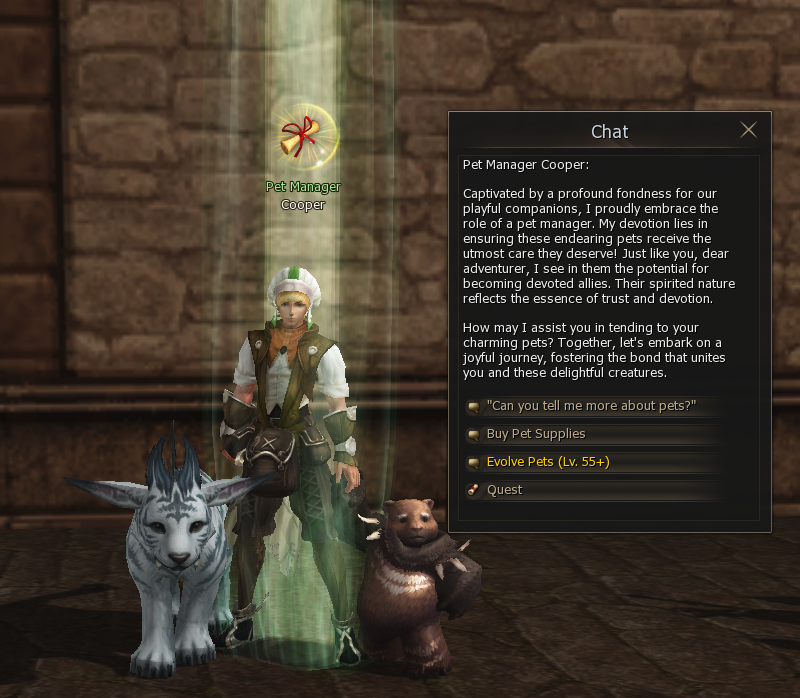 Pet Manager
Cooper
Chat
Pet Manager Cooper:
Captivated by a profound fondness for our
playful companions, I proudly embrace the
role of a pet manager. My devotion lies in
ensuring these endearing pets receive the
utmost care they deserve! Just like you, dear
adventurer, I see in them the potential for
becoming devoted allies. Their spirited nature
reflects the essence of trust and devotion.
How may I assist you in tending to your
charming pets? Together, let's embark on a
joyful journey, fostering the bond that unites
you and these delightful creatures.
"Can you tell me more about pets?"
Buy Pet Supplies
Evolve Pets (Lv. 55+)
Quest